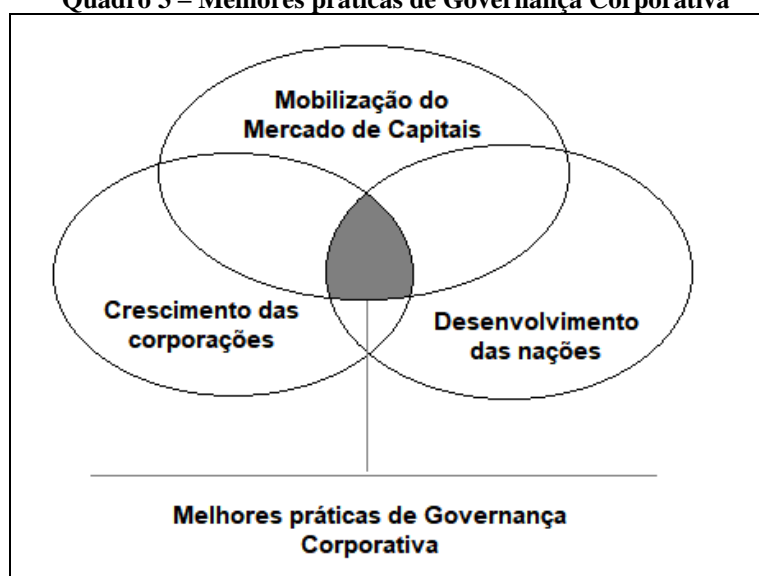 Quadro 3 – Melhores práticas de Governança Corporativa
Mobilização do
Mercado de Capitais
Crescimento das
corporações
Desenvolvimento
das nações
Melhores práticas de Governança
Corporativa